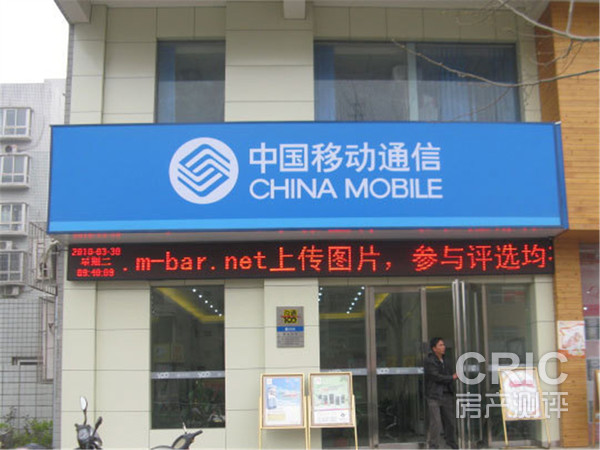 中国移动通信
CHINA MOBILE
2010-03-30
星期二
09:40:09
.m-bar.net上传图片，参与评选均
100
CRIC
房产测评